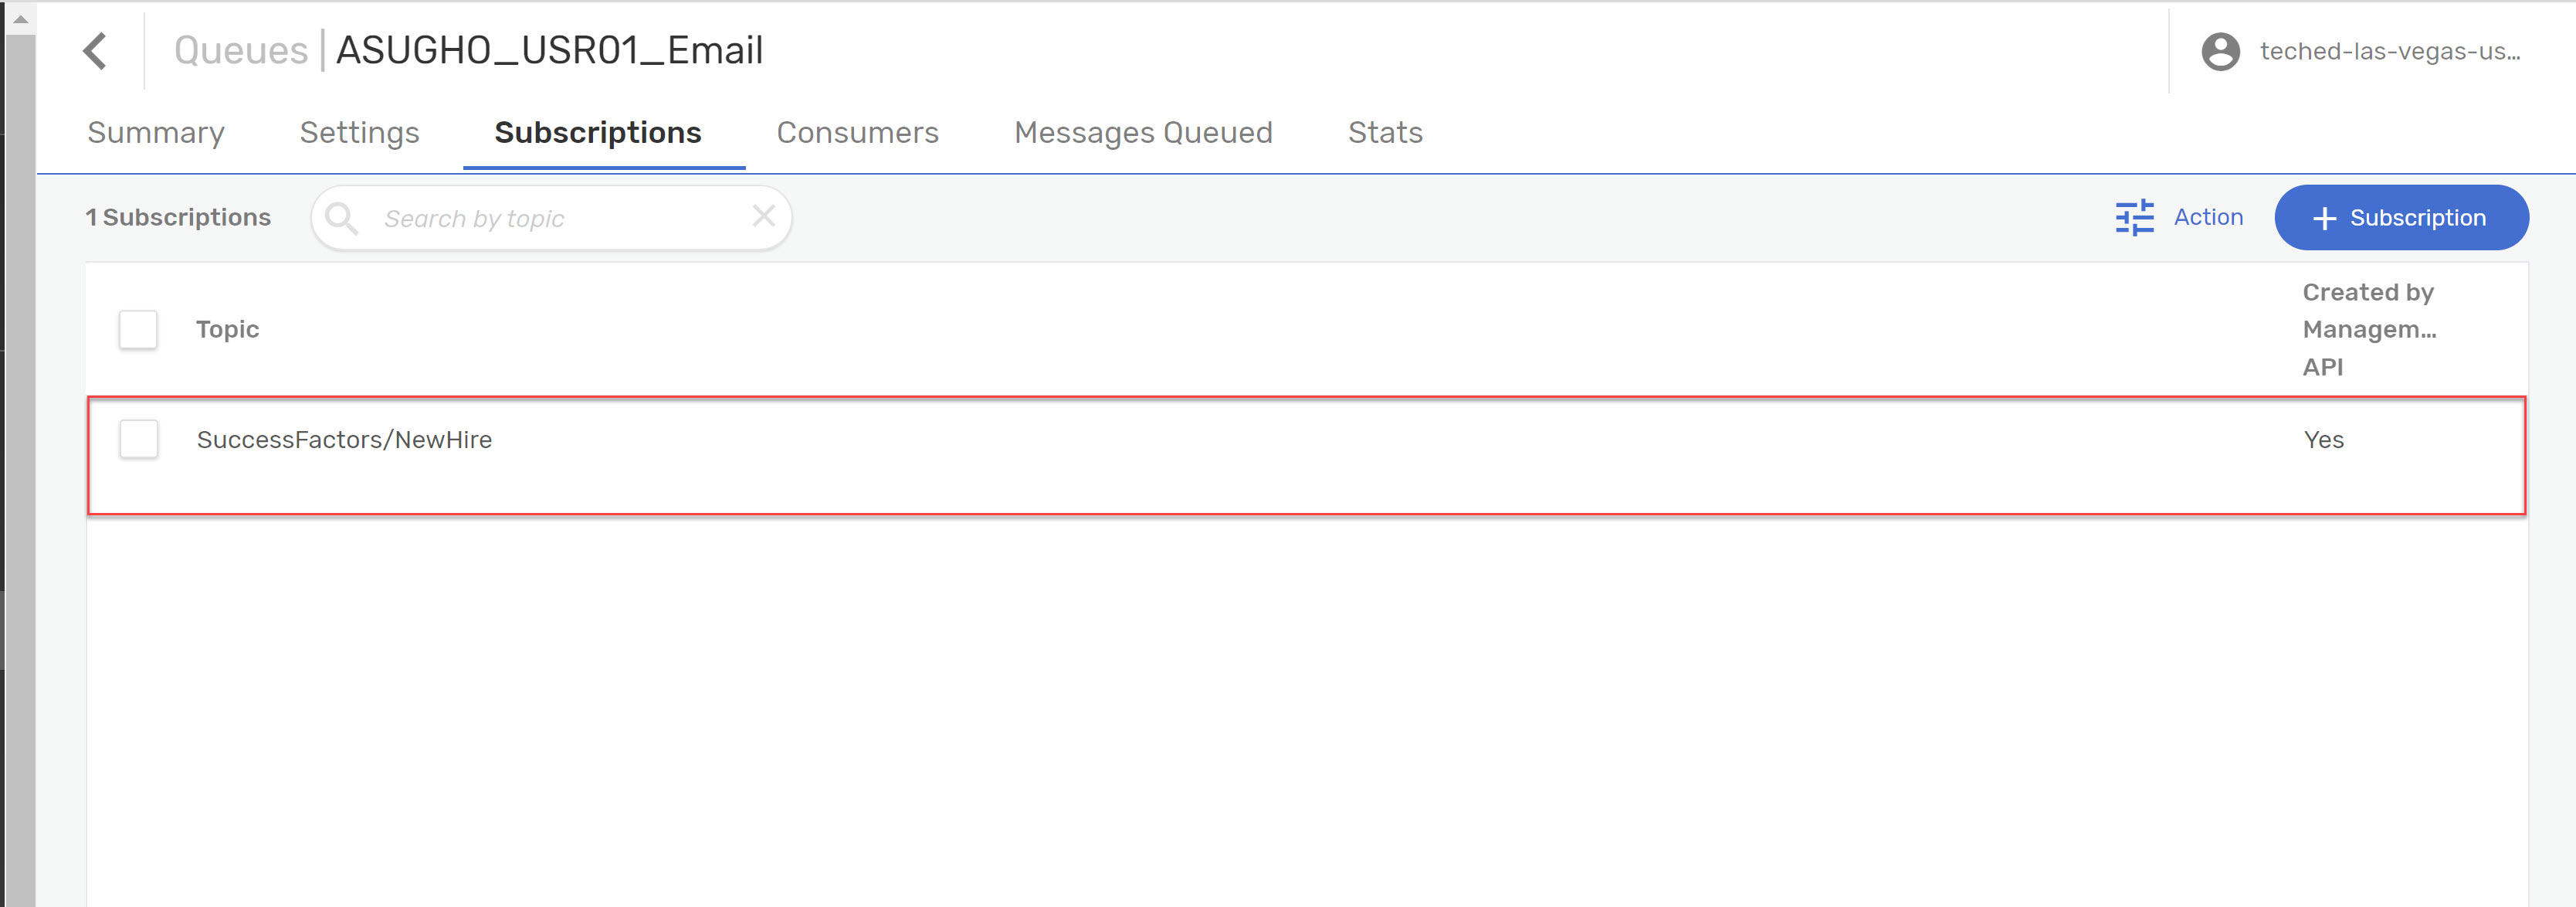 Queues | ASUGHO_USR01_Email
teched-las-vegas-us...
Summary Settings Subscriptions Consumers Messages Queued Stats
1 Subscriptions
Search by topic
Action
+ Subscription
Topic
Created by
Managem...
API
SuccessFactors/NewHire
Yes